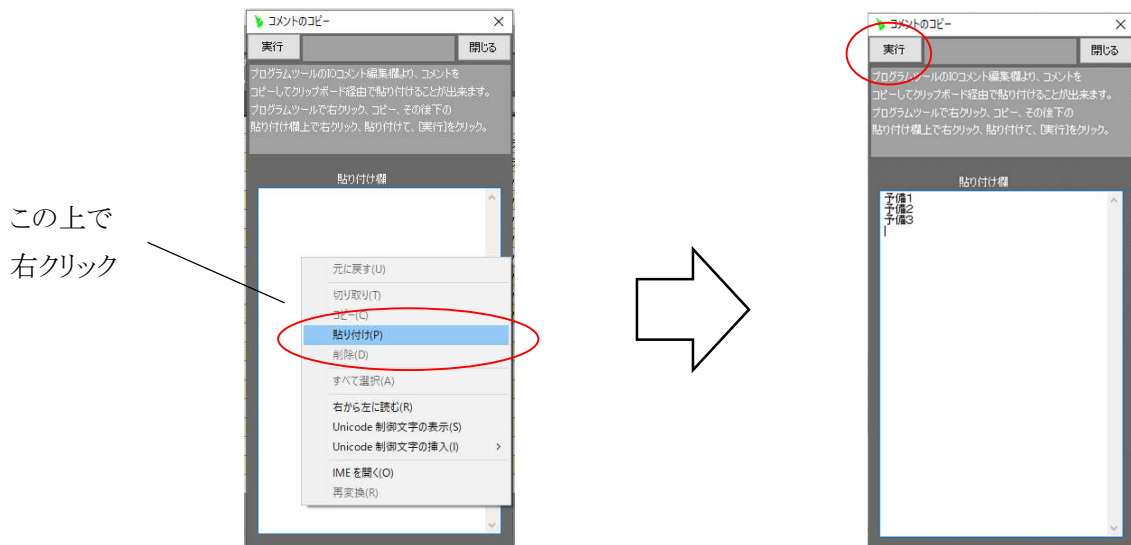 コメントのコピー
実行
閉じる
プログラムツールのIOコメント編集欄より、コメントを
コピーしてクリップボード経由で貼り付けることが出来ます。
プログラムツールで右クリック、コピー、その後下の
貼り付け欄上で右クリック、貼り付けて、[実行]をクリック。
貼り付け欄
この上で
右クリック
元に戻す(U)
切り取り(T)
コピー(C)
貼り付け(P)
削除(D)
すべて選択(A)
右から左に読む(R)
Unicode 制御文字の表示(S)
Unicode 制御文字の挿入(I)
IME を開く(O)
再変換(R)
コメントのコピー
実行
閉じる
プログラムツールのIOコメント編集欄より、コメントを
コピーしてクリップボード経由で貼り付けることが出来ます。
プログラムツールで右クリック、コピー、その後下の
貼り付け欄上で右クリック、貼り付けて、[実行]をクリック。
貼り付け欄
予備1
予備2
予備3